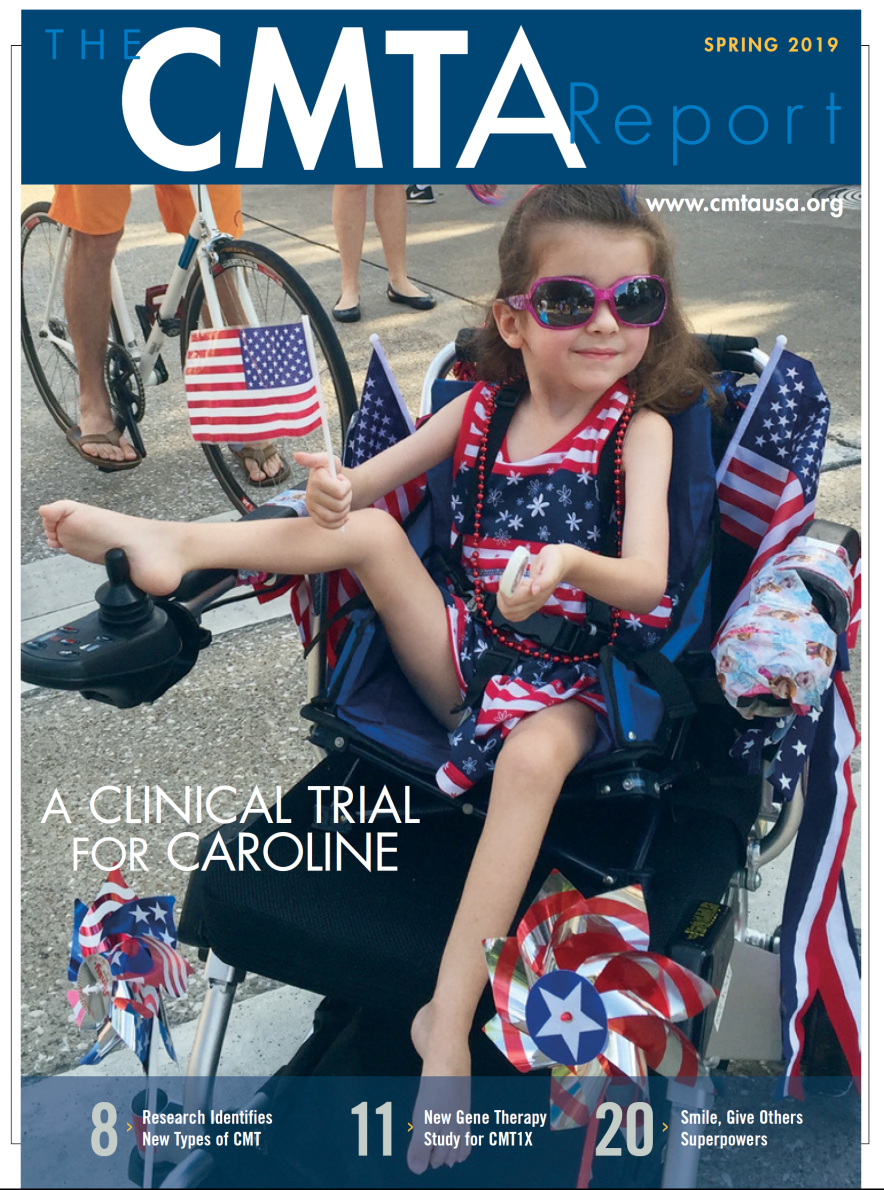 THE CMTA Report
SPRING 2019
www.cmtausa.org
A CLINICAL TRIAL
FOR CAROLINE
8 › Research Identifies
New Types of CMT
11 › New Gene Therapy
Study for CMT1X
20 › Smile, Give Others
Superpowers